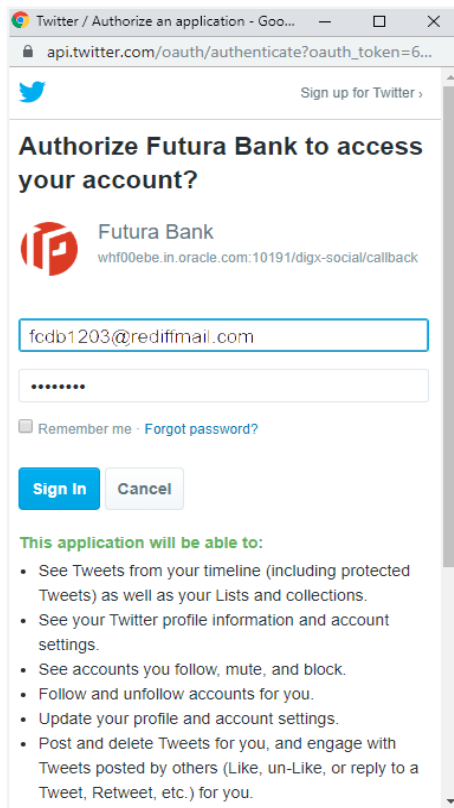 Twitter / Authorize an application - Goo...
api.twitter.com/oauth/authenticate?oauth_token=6...
Sign up for Twitter ›
Authorize Futura Bank to access
your account?
Futura Bank
whf00ebe.in.oracle.com:10191/digx-social/callback
fcdb1203@rediffmail.com
••••••••
Remember me · Forgot password?
Sign In Cancel
This application will be able to:
• See Tweets from your timeline (including protected
Tweets) as well as your Lists and collections.
• See your Twitter profile information and account
settings.
• See accounts you follow, mute, and block.
• Follow and unfollow accounts for you.
• Update your profile and account settings.
• Post and delete Tweets for you, and engage with
Tweets posted by others (Like, un-Like, or reply to a
Tweet, Retweet, etc.) for you.